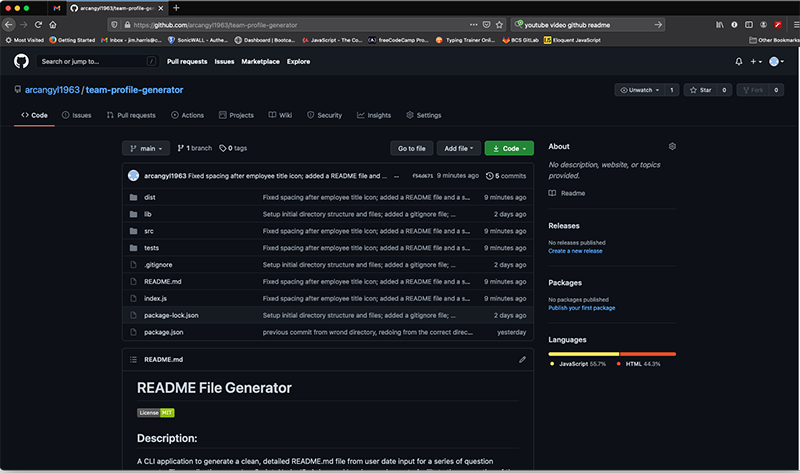 arcangyl1963/team-profile-generator
https://github.com/arcangyl1963/team-profile-generator
youtube video github readme
Most Visited Getting Started Inbox - jim.harris@c... SonicWALL - Authe... Dashboard | Bootca... JavaScript - The Co... freeCodeCamp Pro... Typing Trainer Onlin... BCS GitLab Eloquent JavaScript Other Bookmarks
Search or jump to... / Pull requests Issues Marketplace Explore
arcangyl1963 / team-profile-generator Unwatch 1 Star 0 Fork 0
Code Issues Pull requests Actions Projects Wiki Security Insights Settings
main 1 branch 0 tags Go to file Add file Code
arcangyl1963 Fixed spacing after employee title icon; added a README file and ... ... 9 minutes ago 5 commits
dist Fixed spacing after employee title icon; added a README file and a s... 9 minutes ago
lib Setup initial directory structure and files; added a gitignore file; ... 2 days ago
src Fixed spacing after employee title icon; added a README file and a s... 9 minutes ago
tests Fixed spacing after employee title icon; added a README file and a s... 9 minutes ago
.gitignore Setup initial directory structure and files; added a gitignore file; ... 2 days ago
README.md Fixed spacing after employee title icon; added a README file and a s... 9 minutes ago
index.js Fixed spacing after employee title icon; added a README file and a s... 9 minutes ago
package-lock.json Setup initial directory structure and files; added a gitignore file; ... 2 days ago
package.json previous commit from wrong directory, redoing from the correct direc... yesterday
README.md
README File Generator
License MIT
Description:
A CLI application to generate a clean, detailed README.md file from user date input for a series of question
About
No description, website, or topics
provided.
Readme
Releases
No releases published
Create a new release
Packages
No packages published
Publish your first package
Languages
JavaScript 55.7% HTML 44.3%